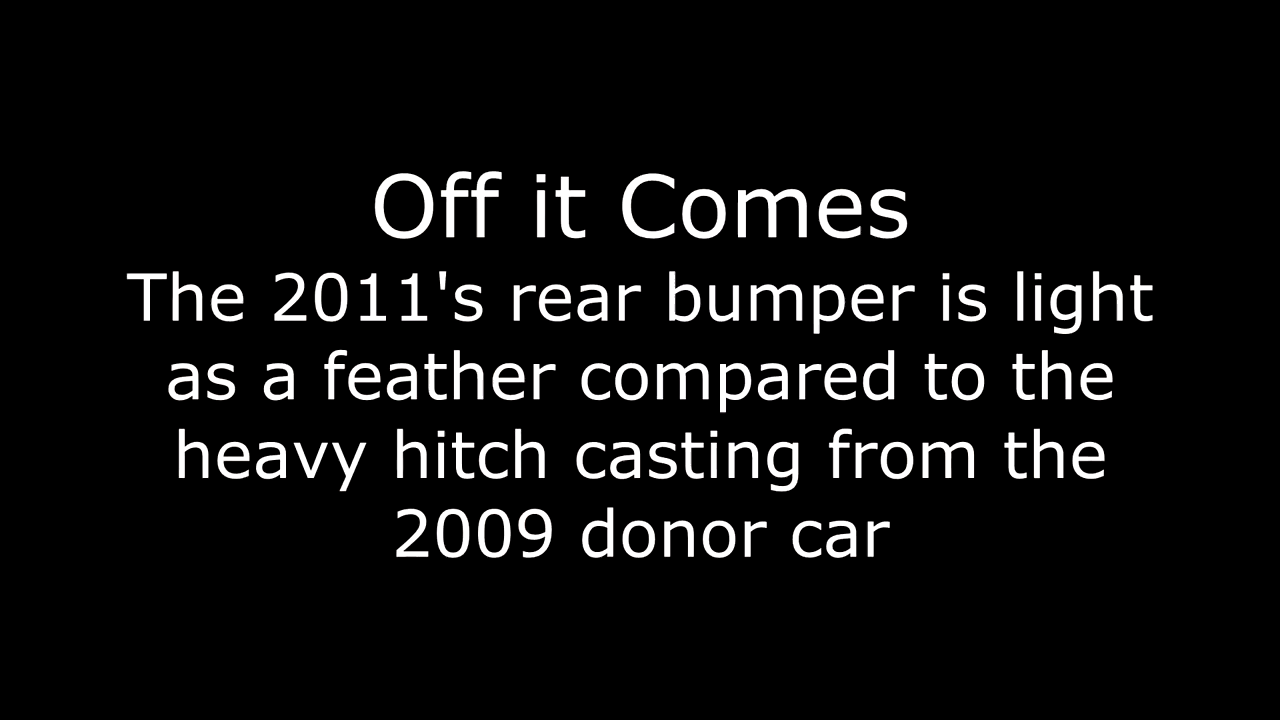 Off it Comes
The 2011's rear bumper is light
as a feather compared to the
heavy hitch casting from the
2009 donor car